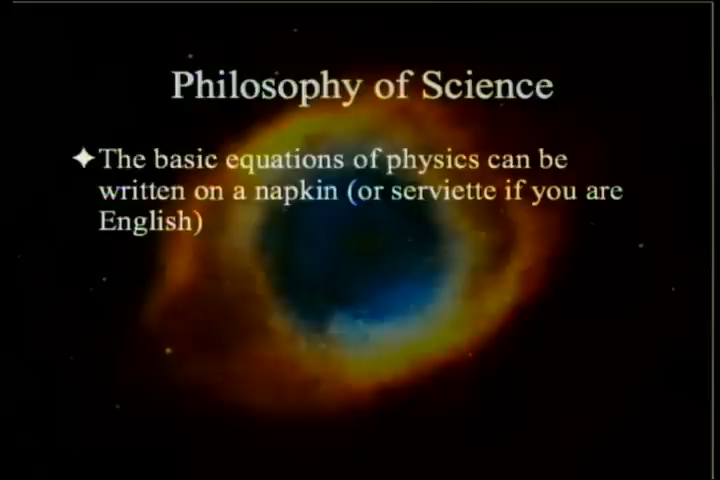 Philosophy of Science
The basic equations of physics can be
written on a napkin (or serviette if you are
English)